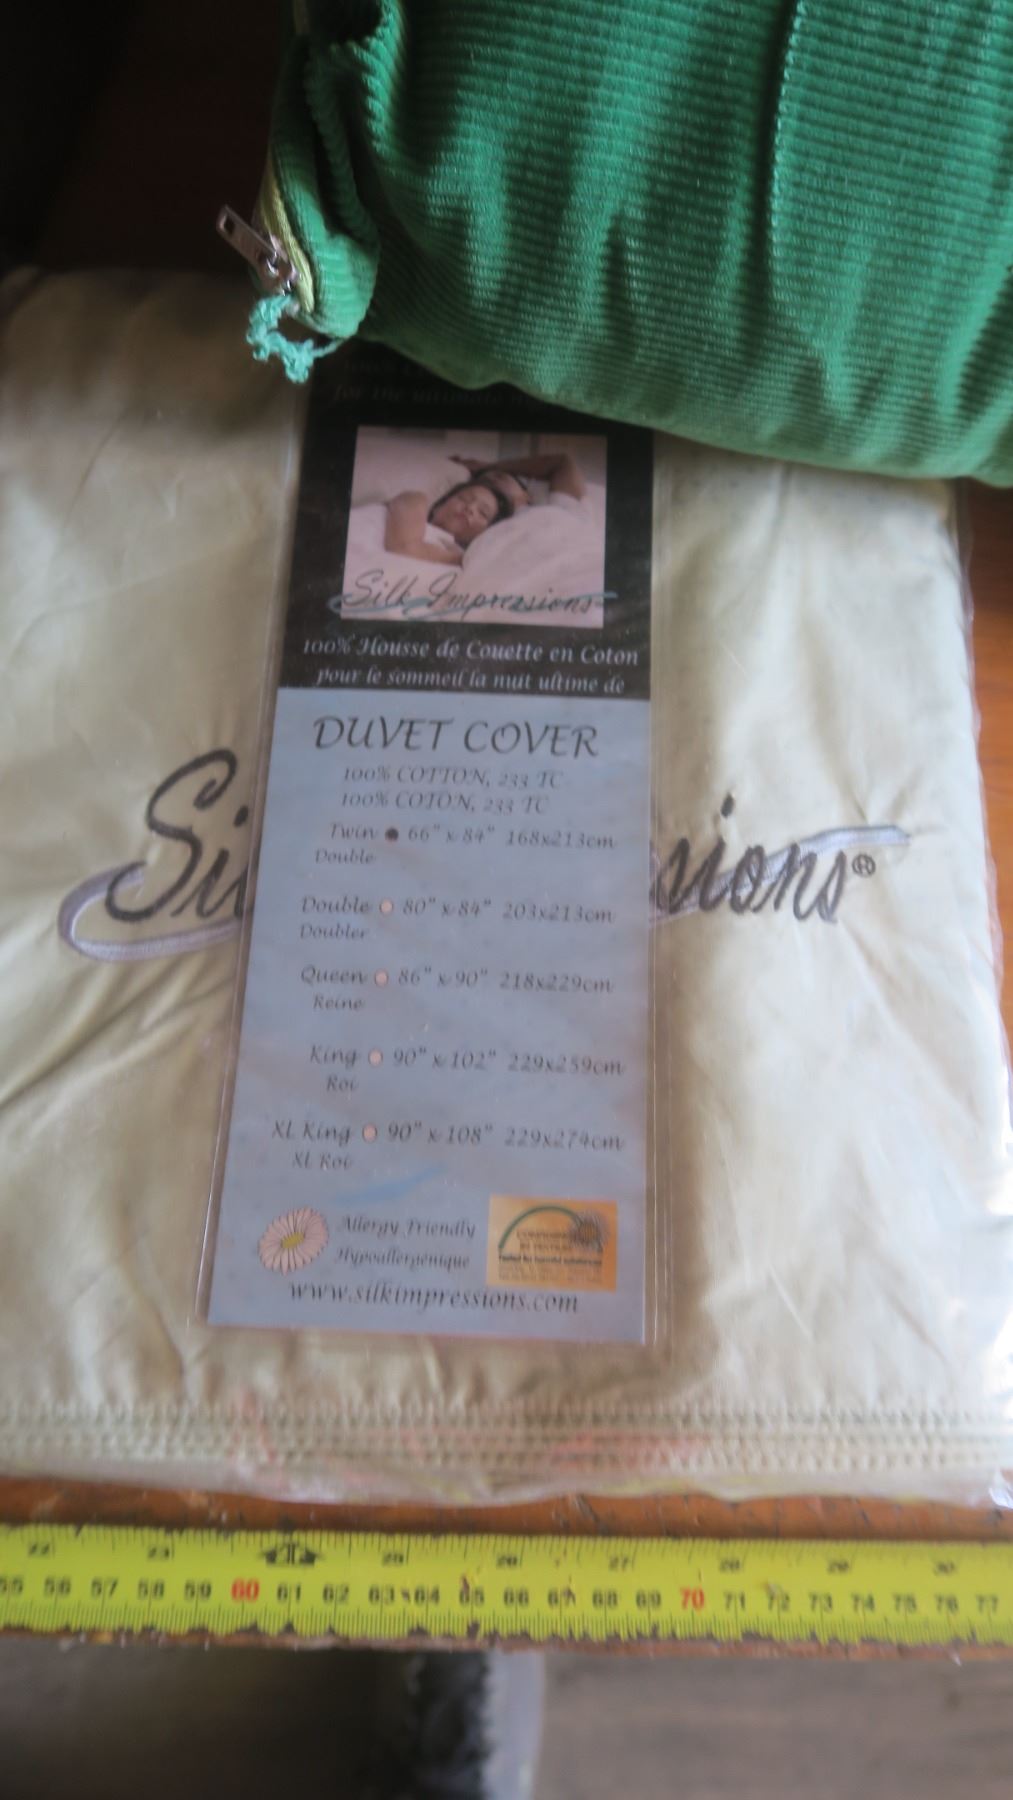 for the ultimate
Silk Impressions
100% Housse de Couette en Coton
pour le sommeil la nuit ultime de
DUVET COVER
100% COTTON, 233 TC
100% COTON, 233 TC
Twin 66" x 84" 168x213cm
Double
Double 80" x 84" 203x213cm
Doubler
Queen 86" x 90" 218x229cm
Reine
King 90" x 102" 229x259cm
Roi
XL King 90" x 108" 229x274cm
XL Roi
Allergy Friendly
Hypoallergénique
www.silkimpressions.com
Si sions®
22 23 25 26 27 28 29 30
55 56 57 58 59 60 61 62 63 64 65 66 67 68 69 70 71 72 73 74 75 76 77